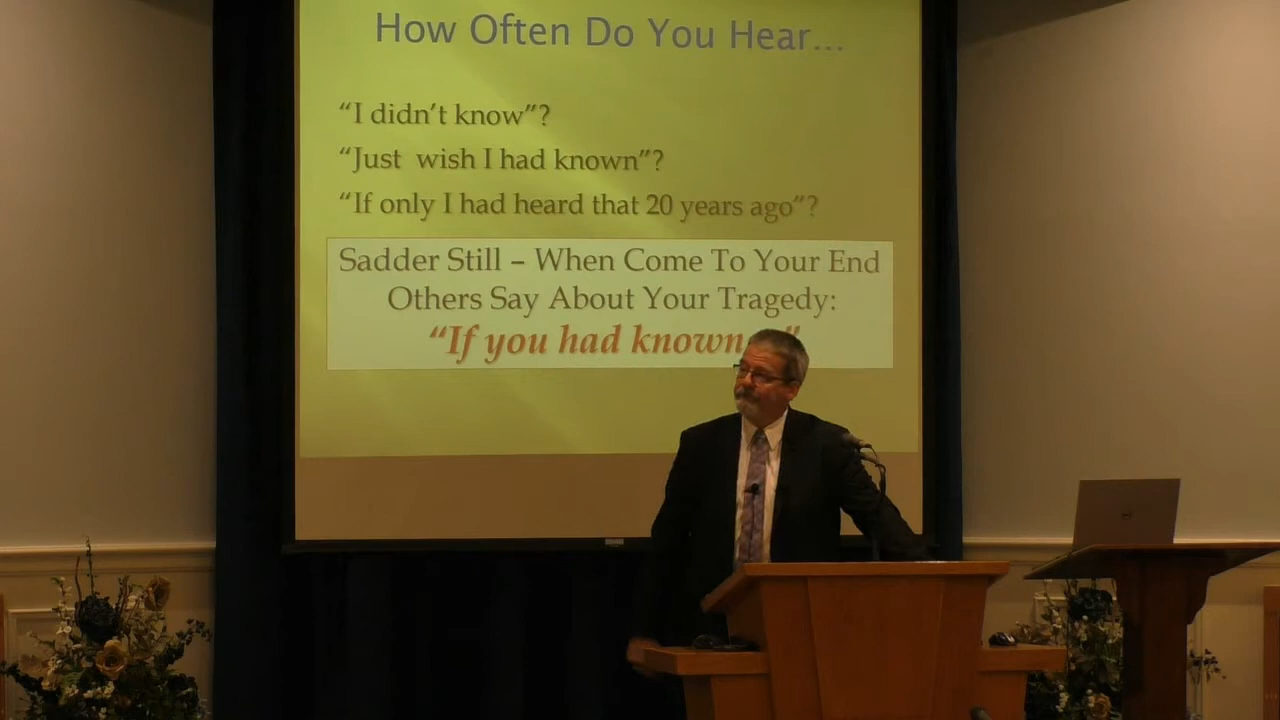 How Often Do You Hear...
“I didn’t know”?
“Just wish I had known”?
“If only I had heard that 20 years ago”?
Sadder Still – When Come To Your End
Others Say About Your Tragedy:
“If you had known ”